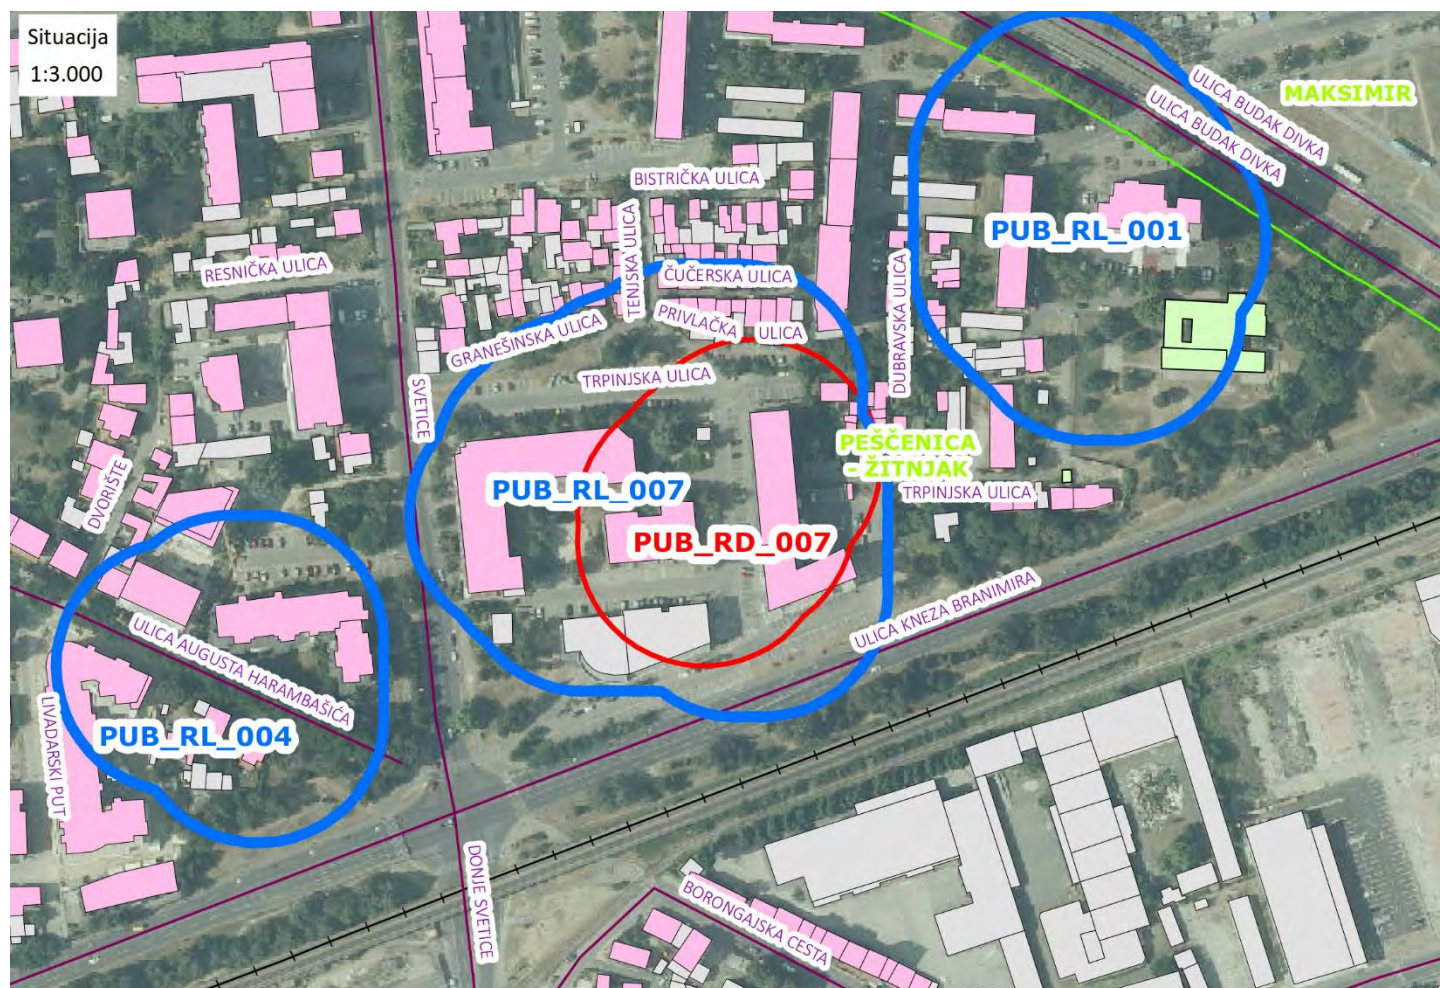 Situacija
1:3.000
ULICA BUDAK DIVKA
MAKSIMIR
ULICA BUDAK DIVKA
BISTRIČKA ULICA
TENJSKA ULICA
PUB_RL_001
RESNIČKA ULICA
ČUČERSKA ULICA
DUBRAVSKA ULICA
GRANEŠINSKA ULICA
PRIVLAČKA ULICA
TRPINJSKA ULICA
SVETICE
PEŠČENICA
- ŽITNJAK
DVORIŠTE
PUB_RL_007
TRPINJSKA ULICA
PUB_RD_007
ULICA KNEZA BRANIMIRA
ULICA AUGUSTA HARAMBAŠIĆA
LIVADARSKI PUT
PUB_RL_004
DONJE SVETICE
BORONGAJSKA CESTA